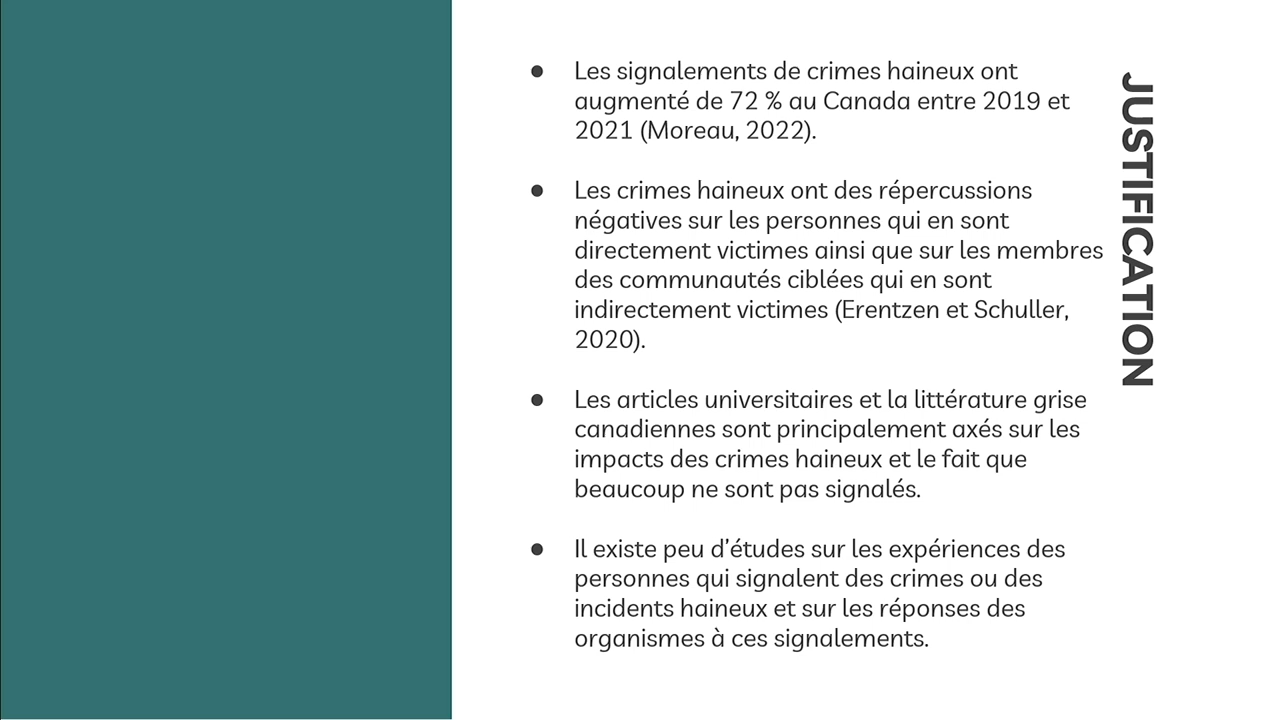 JUSTIFICATION
● Les signalements de crimes haineux ont
augmenté de 72 % au Canada entre 2019 et
2021 (Moreau, 2022).
● Les crimes haineux ont des répercussions
négatives sur les personnes qui en sont
directement victimes ainsi que sur les membres
des communautés ciblées qui en sont
indirectement victimes (Erentzen et Schuller,
2020).
● Les articles universitaires et la littérature grise
canadiennes sont principalement axés sur les
impacts des crimes haineux et le fait que
beaucoup ne sont pas signalés.
● Il existe peu d’études sur les expériences des
personnes qui signalent des crimes ou des
incidents haineux et sur les réponses des
organismes à ces signalements.